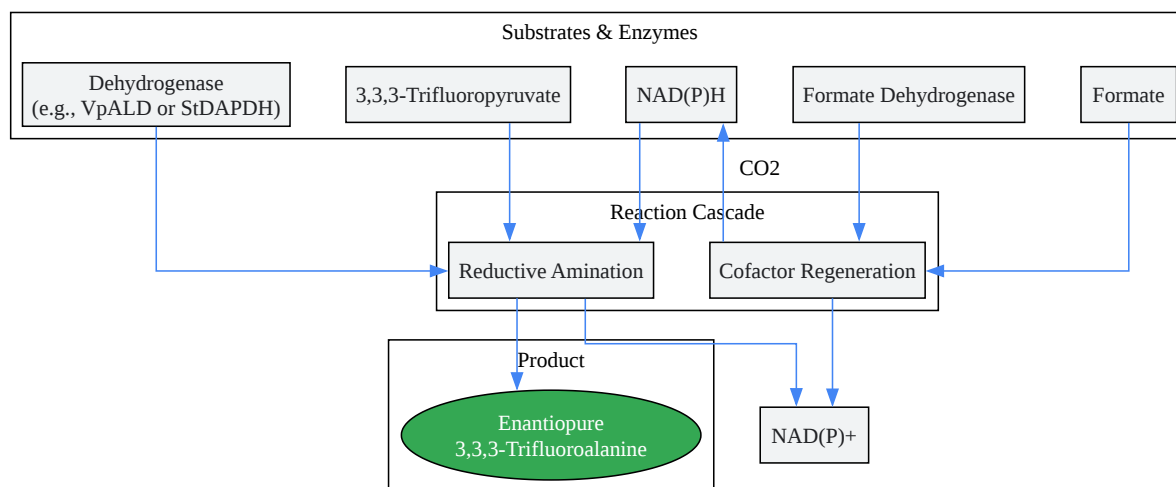 Substrates & Enzymes
Dehydrogenase
(e.g., VpALD or StDAPDH)
3,3,3-Trifluoropyruvate
NAD(P)H
Formate Dehydrogenase
Formate
CO2
Reaction Cascade
Reductive Amination
Cofactor Regeneration
Product
Enantiopure
3,3,3-Trifluoroalanine
NAD(P)+